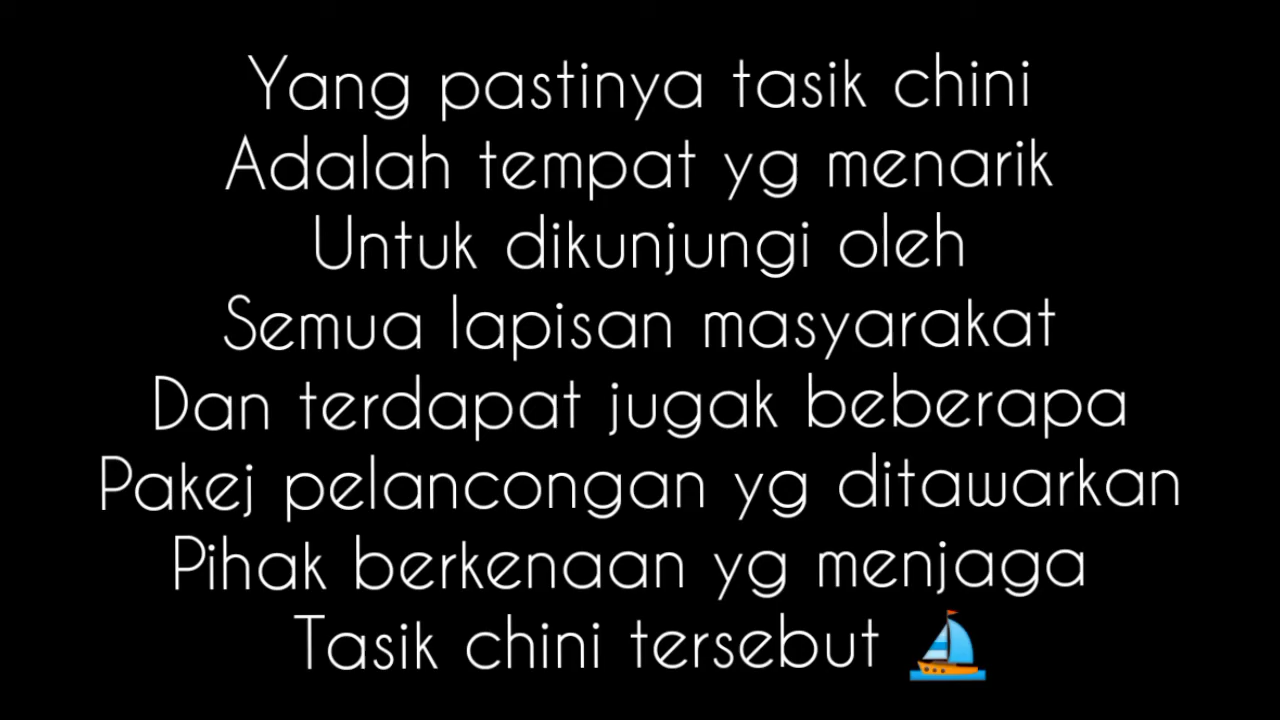 Yang pastinya tasik chini
Adalah tempat yg menarik
Untuk dikunjungi oleh
Semua lapisan masyarakat
Dan terdapat jugak beberapa
Pakej pelancongan yg ditawarkan
Pihak berkenaan yg menjaga
Tasik chini tersebut ⛵